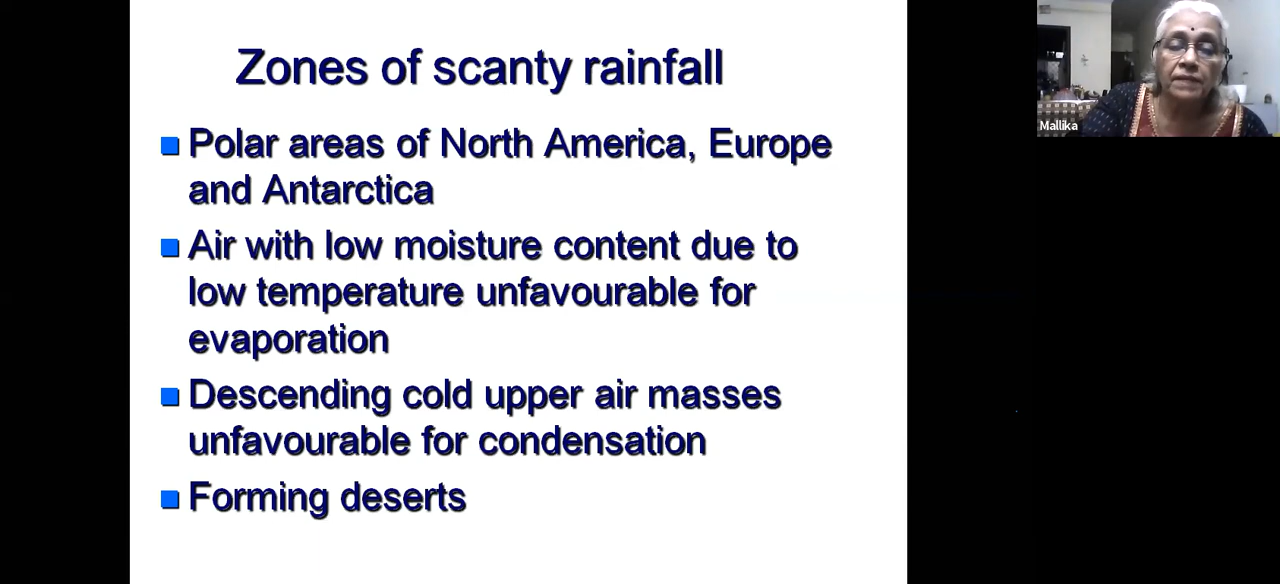 Zones of scanty rainfall
Polar areas of North America, Europe
and Antarctica
Air with low moisture content due to
low temperature unfavourable for
evaporation
Descending cold upper air masses
unfavourable for condensation
Forming deserts
Mallika